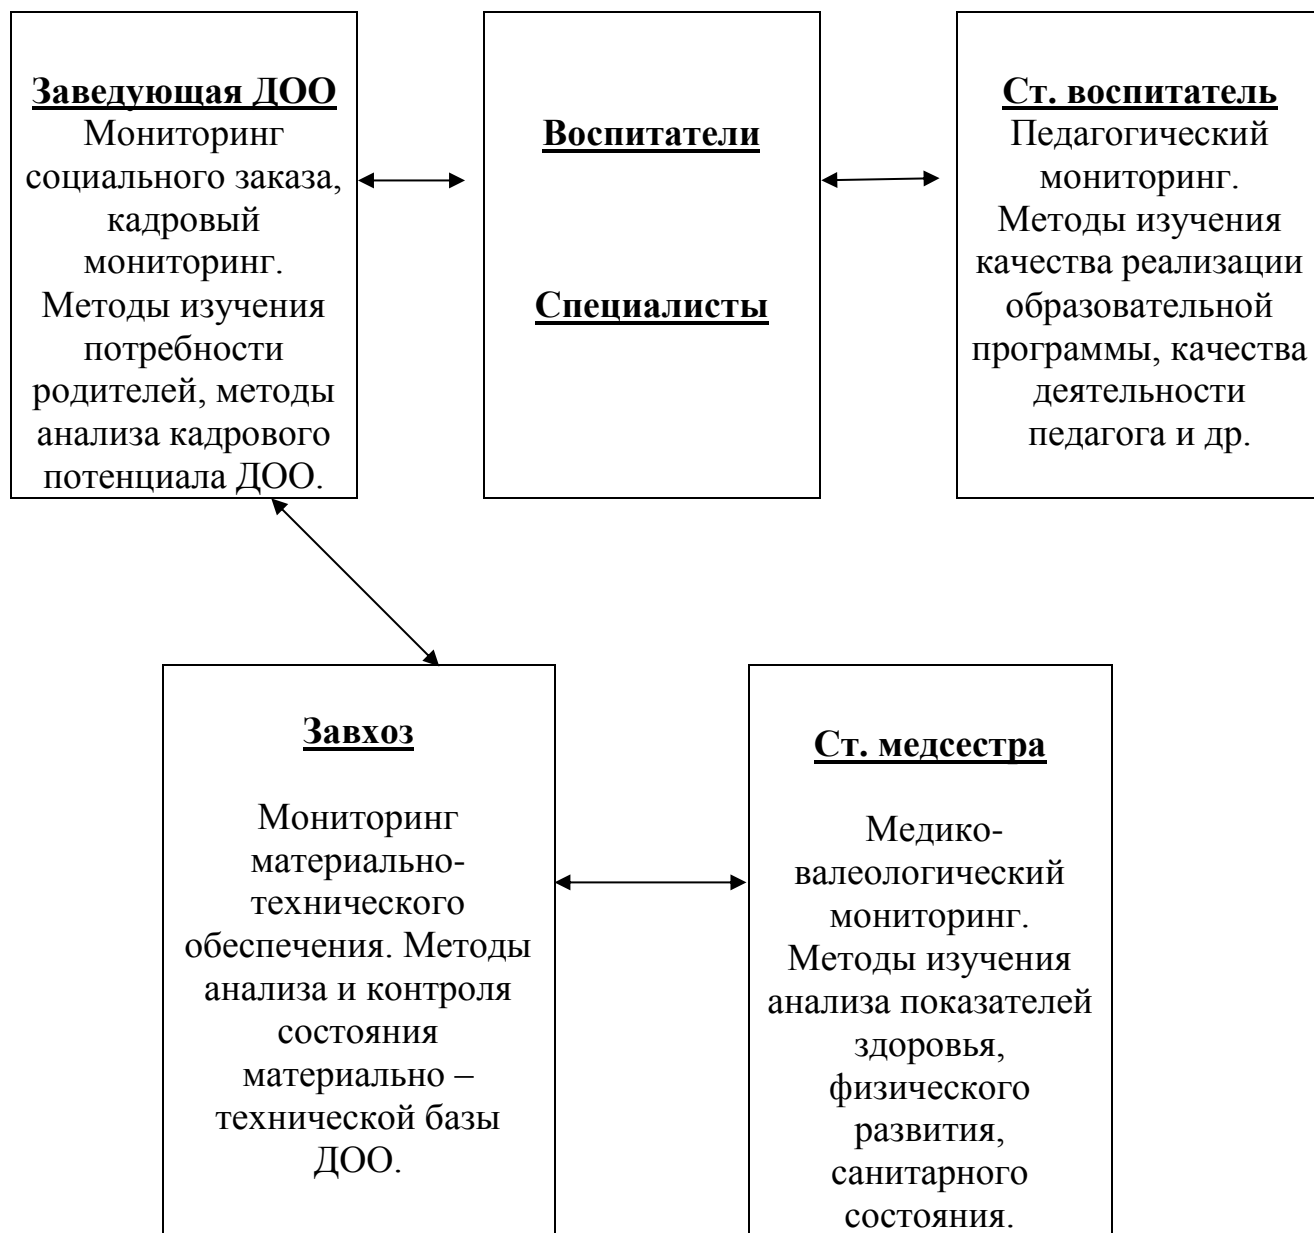 Заведующая ДОО
Мониторинг
социального заказа,
кадровый
мониторинг.
Методы изучения
потребности
родителей, методы
анализа кадрового
потенциала ДОО.
Воспитатели
Специалисты
Ст. воспитатель
Педагогический
мониторинг.
Методы изучения
качества реализации
образовательной
программы, качества
деятельности
педагога и др.
Завхоз
Мониторинг
материально-
технического
обеспечения. Методы
анализа и контроля
состояния
материально –
технической базы
ДОО.
Ст. медсестра
Медико-
валеологический
мониторинг.
Методы изучения
анализа показателей
здоровья,
физического
развития,
санитарного
состояния.